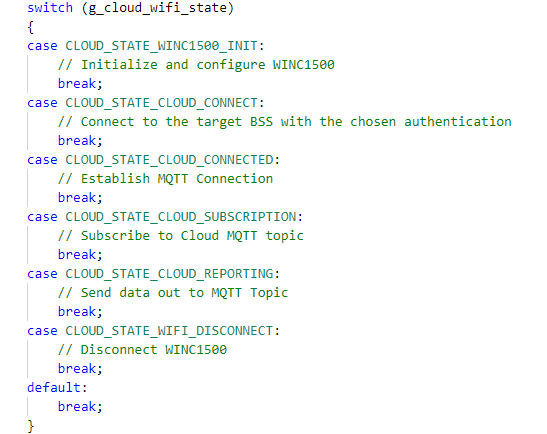 switch (g_cloud_wifi_state)
{
case CLOUD_STATE_WINC1500_INIT:
    // Initialize and configure WINC1500
    break;
case CLOUD_STATE_CLOUD_CONNECT:
    // Connect to the target BSS with the chosen authentication
    break;
case CLOUD_STATE_CLOUD_CONNECTED:
    // Establish MQTT Connection
    break;
case CLOUD_STATE_CLOUD_SUBSCRIPTION:
    // Subscribe to Cloud MQTT topic
    break;
case CLOUD_STATE_CLOUD_REPORTING:
    // Send data out to MQTT Topic
    break;
case CLOUD_STATE_WIFI_DISCONNECT:
    // Disconnect WINC1500
    break;
default:
    break;
}